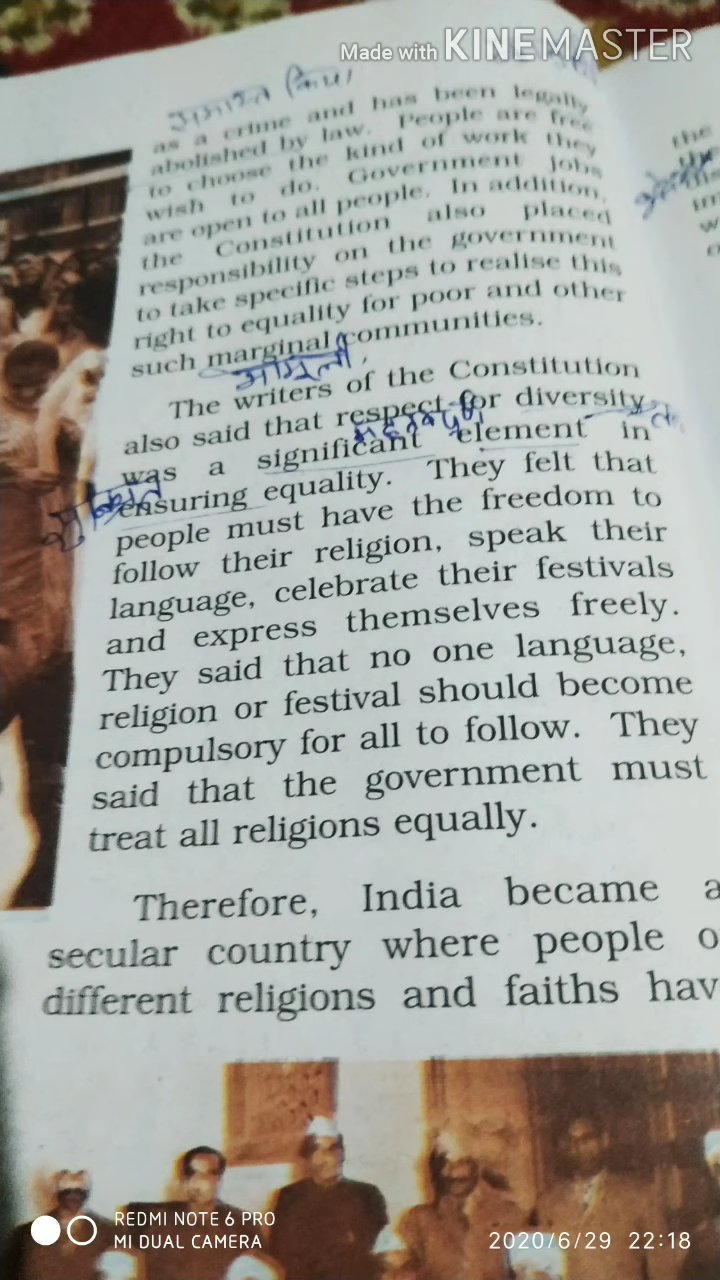 Made with KINEMASTER
समाप्त किया
as a crime and has been legally
abolished by law. People are free
to choose the kind of work they
wish to do. Government jobs
are open to all people. In addition,
the Constitution also placed
responsibility on the government
to take specific steps to realise this
right to equality for poor and other
such marginal communities.
मामूली
The writers of the Constitution
also said that respect for diversity
महत्वपूर्ण
was a significant element in
ensuring equality. They felt that
people must have the freedom to
follow their religion, speak their
language, celebrate their festivals
and express themselves freely.
They said that no one language,
religion or festival should become
compulsory for all to follow. They
said that the government must
treat all religions equally.
Therefore, India became a
secular country where people o
different religions and faiths hav
the
REDMI NOTE 6 PRO
MI DUAL CAMERA
2020/6/29 22:18